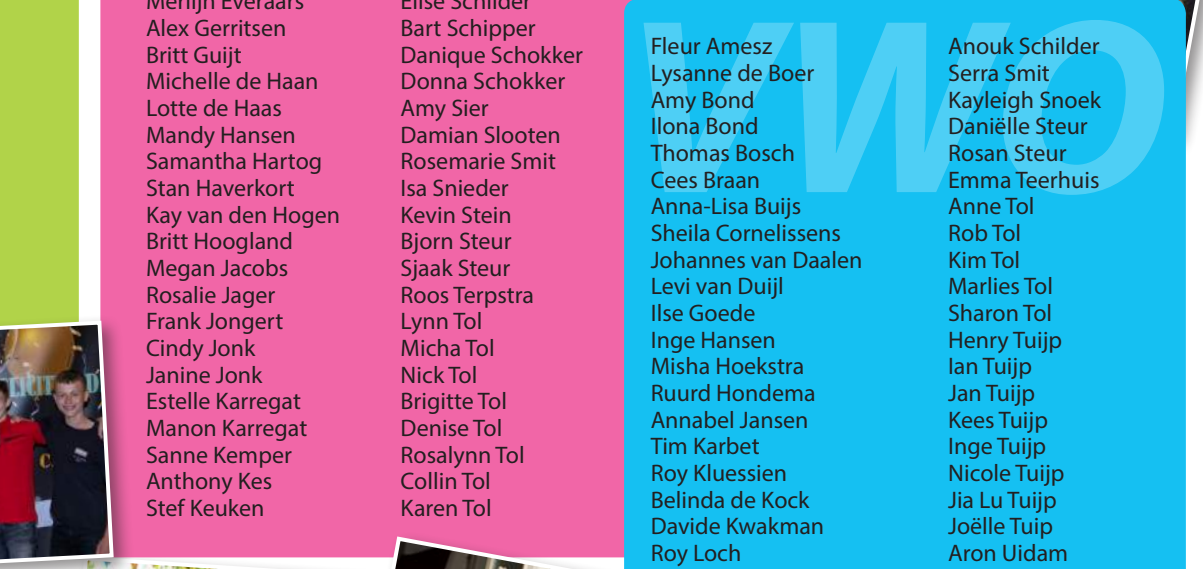 Merlijn Everaars
Alex Gerritsen
Britt Guijt
Michelle de Haan
Lotte de Haas
Mandy Hansen
Samantha Hartog
Stan Haverkort
Kay van den Hogen
Britt Hoogland
Megan Jacobs
Rosalie Jager
Frank Jongert
Cindy Jonk
Janine Jonk
Estelle Karregat
Manon Karregat
Sanne Kemper
Anthony Kes
Stef Keuken
Elise Schilder
Bart Schipper
Danique Schokker
Donna Schokker
Amy Sier
Damian Slooten
Rosemarie Smit
Isa Snieder
Kevin Stein
Bjorn Steur
Sjaak Steur
Roos Terpstra
Lynn Tol
Micha Tol
Nick Tol
Brigitte Tol
Denise Tol
Rosalynn Tol
Collin Tol
Karen Tol
VWO
Fleur Amesz
Lysanne de Boer
Amy Bond
Ilona Bond
Thomas Bosch
Cees Braan
Anna-Lisa Buijs
Sheila Cornelissens
Johannes van Daalen
Levi van Duijl
Ilse Goede
Inge Hansen
Misha Hoekstra
Ruurd Hondema
Annabel Jansen
Tim Karbet
Roy Kluessien
Belinda de Kock
Davide Kwakman
Roy Loch
Anouk Schilder
Serra Smit
Kayleigh Snoek
Daniëlle Steur
Rosan Steur
Emma Teerhuis
Anne Tol
Rob Tol
Kim Tol
Marlies Tol
Sharon Tol
Henry Tuijp
Ian Tuijp
Jan Tuijp
Kees Tuijp
Inge Tuijp
Nicole Tuijp
Jia Lu Tuijp
Joëlle Tuip
Aron Uidam